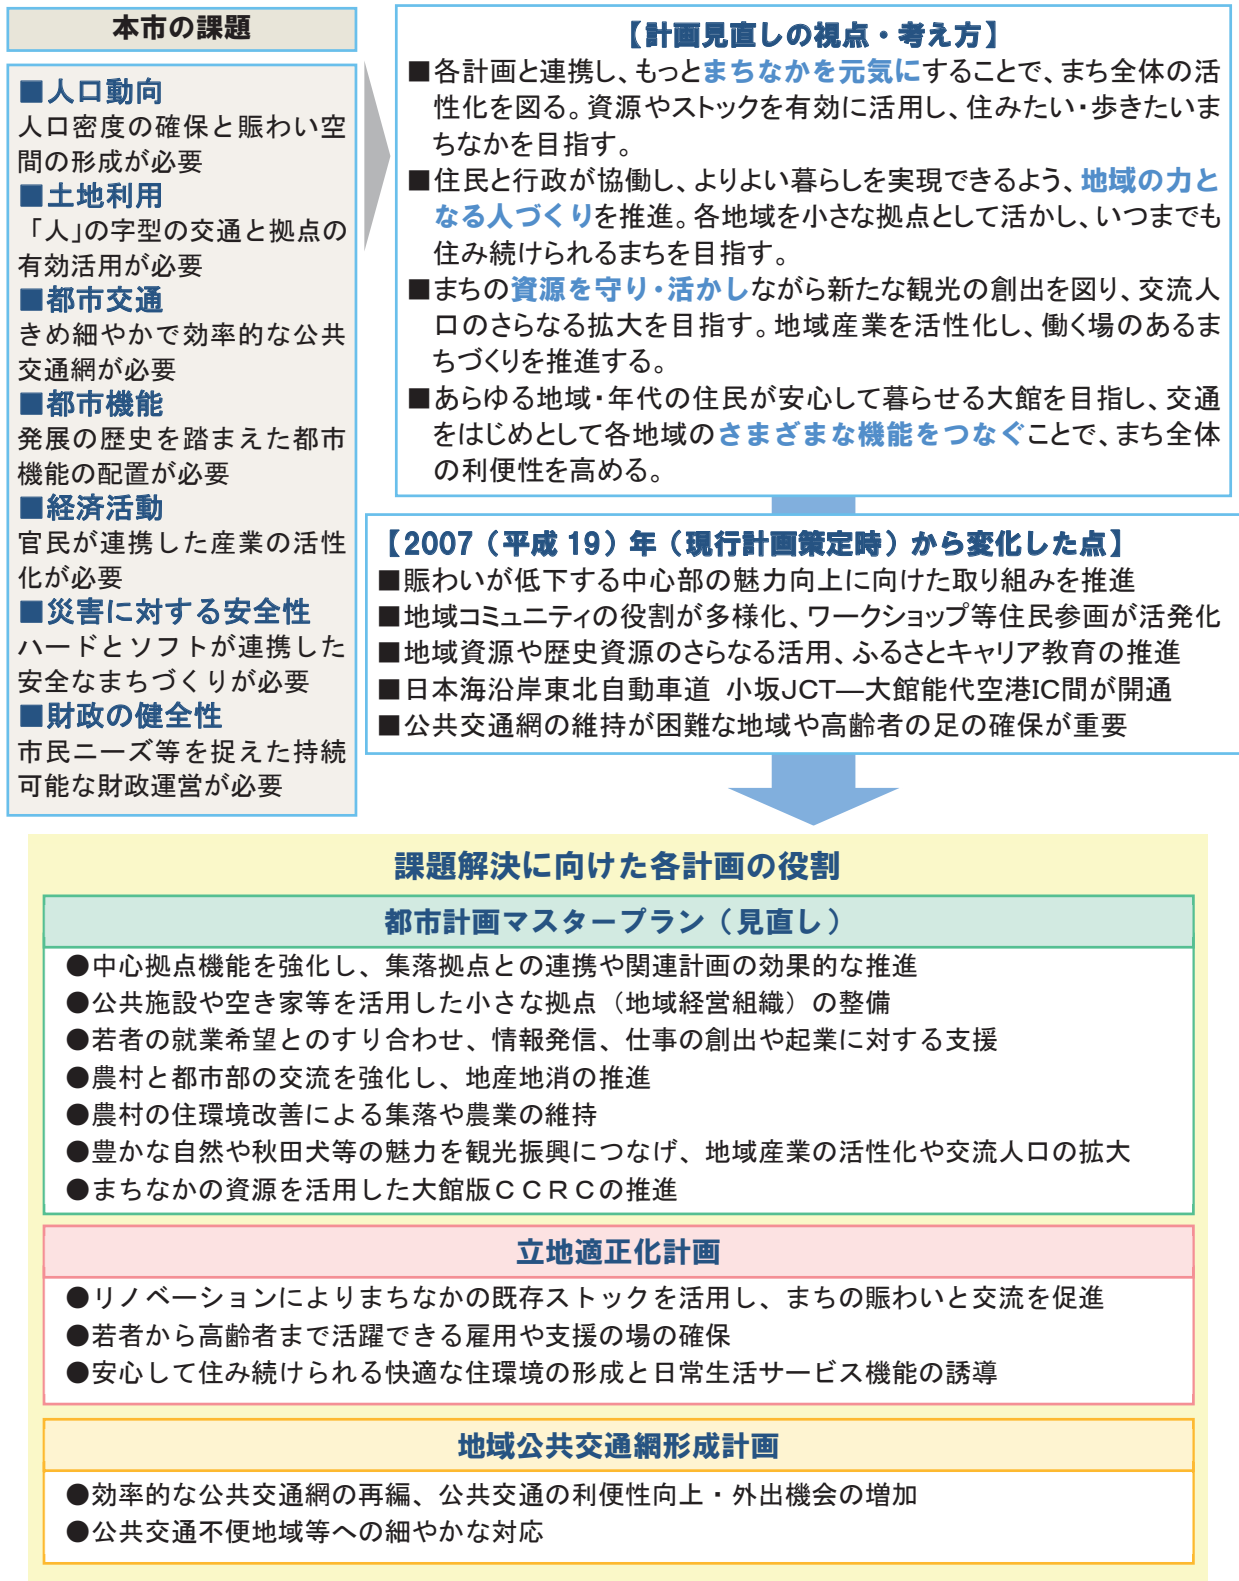 本市の課題
■人口動向
人口密度の確保と賑わい空
間の形成が必要
■土地利用
「人」の字型の交通と拠点の
有効活用が必要
■都市交通
きめ細やかで効率的な公共
交通網が必要
■都市機能
発展の歴史を踏まえた都市
機能の配置が必要
■経済活動
官民が連携した産業の活性
化が必要
■災害に対する安全性
ハードとソフトが連携した
安全なまちづくりが必要
■財政の健全性
市民ニーズ等を捉えた持続
可能な財政運営が必要
【計画見直しの視点・考え方】
■各計画と連携し、もっとまちなかを元気にすることで、まち全体の活
性化を図る。資源やストックを有効に活用し、住みたい・歩きたいま
ちなかを目指す。
■住民と行政が協働し、よりよい暮らしを実現できるよう、地域の力と
なる人づくりを推進。各地域を小さな拠点として活かし、いつまでも
住み続けられるまちを目指す。
■まちの資源を守り・活かしながら新たな観光の創出を図り、交流人
口のさらなる拡大を目指す。地域産業を活性化し、働く場のあるま
ちづくりを推進する。
■あらゆる地域・年代の住民が安心して暮らせる大館を目指し、交通
をはじめとして各地域のさまざまな機能をつなぐことで、まち全体
の利便性を高める。
【2007（平成 19）年（現行計画策定時）から変化した点】
■賑わいが低下する中心部の魅力向上に向けた取り組みを推進
■地域コミュニティの役割が多様化、ワークショップ等住民参画が活発化
■地域資源や歴史資源のさらなる活用、ふるさとキャリア教育の推進
■日本海沿岸東北自動車道 小坂JCT―大館能代空港IC間が開通
■公共交通網の維持が困難な地域や高齢者の足の確保が重要
課題解決に向けた各計画の役割
都市計画マスタープラン（見直し）
●中心拠点機能を強化し、集落拠点との連携や関連計画の効果的な推進
●公共施設や空き家等を活用した小さな拠点（地域経営組織）の整備
●若者の就業希望とのすり合わせ、情報発信、仕事の創出や起業に対する支援
●農村と都市部の交流を強化し、地産地消の推進
●農村の住環境改善による集落や農業の維持
●豊かな自然や秋田犬等の魅力を観光振興につなげ、地域産業の活性化や交流人口の拡大
●まちなかの資源を活用した大館版ＣＣＲＣの推進
立地適正化計画
●リノベーションによりまちなかの既存ストックを活用し、まちの賑わいと交流を促進
●若者から高齢者まで活躍できる雇用や支援の場の確保
●安心して住み続けられる快適な住環境の形成と日常生活サービス機能の誘導
地域公共交通網形成計画
●効率的な公共交通網の再編、公共交通の利便性向上・外出機会の増加
●公共交通不便地域等への細やかな対応